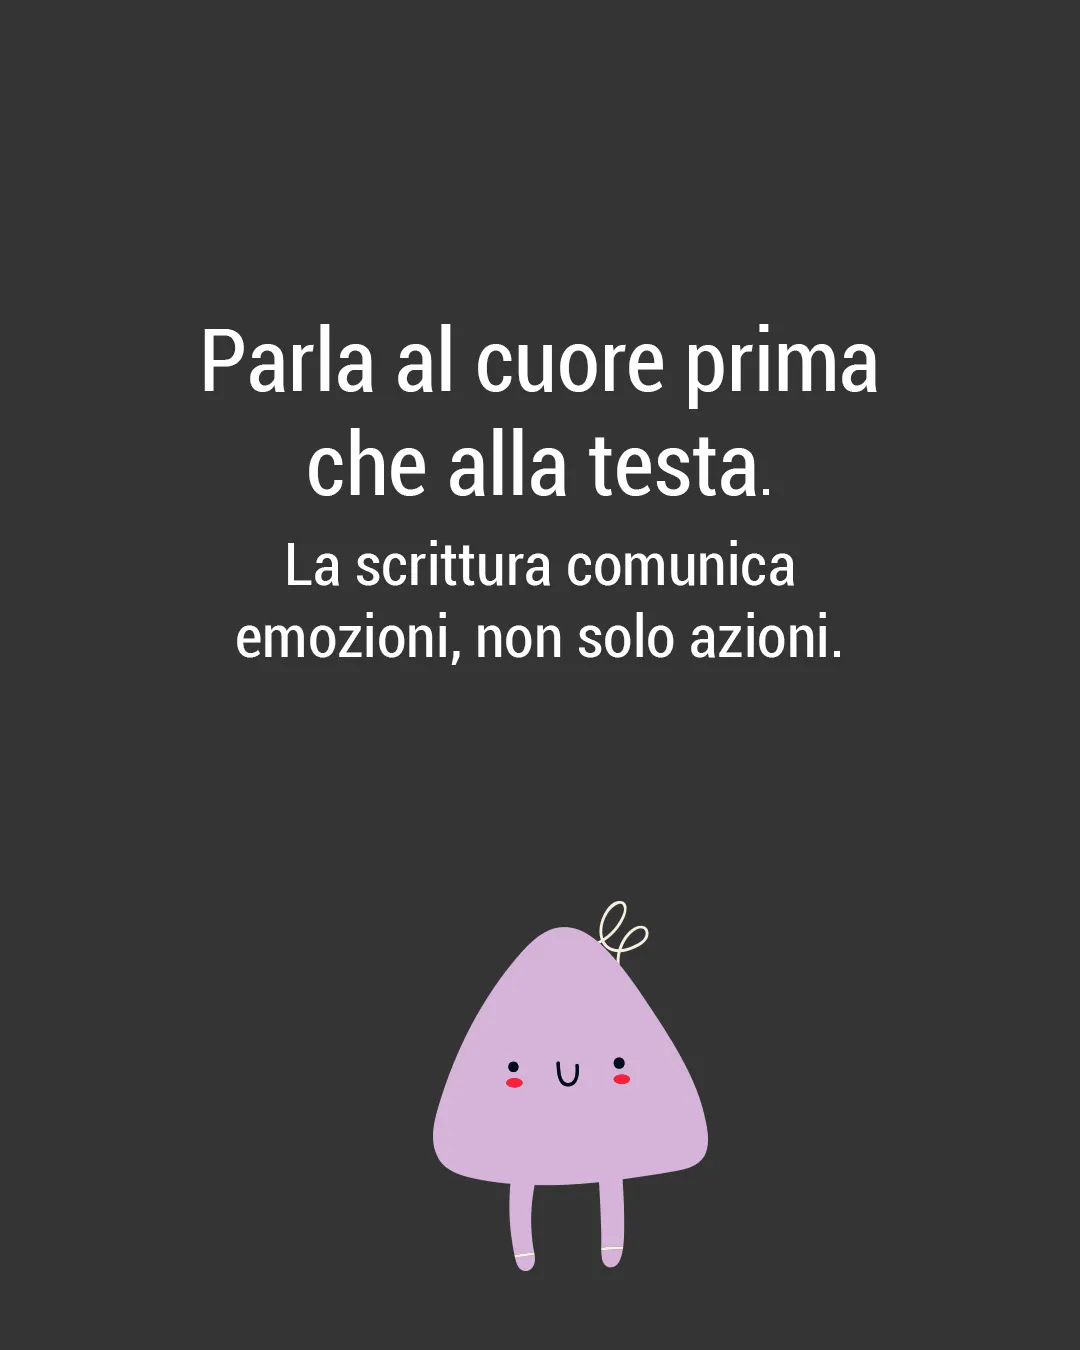 Parla al cuore prima
che alla testa.
La scrittura comunica
emozioni, non solo azioni.